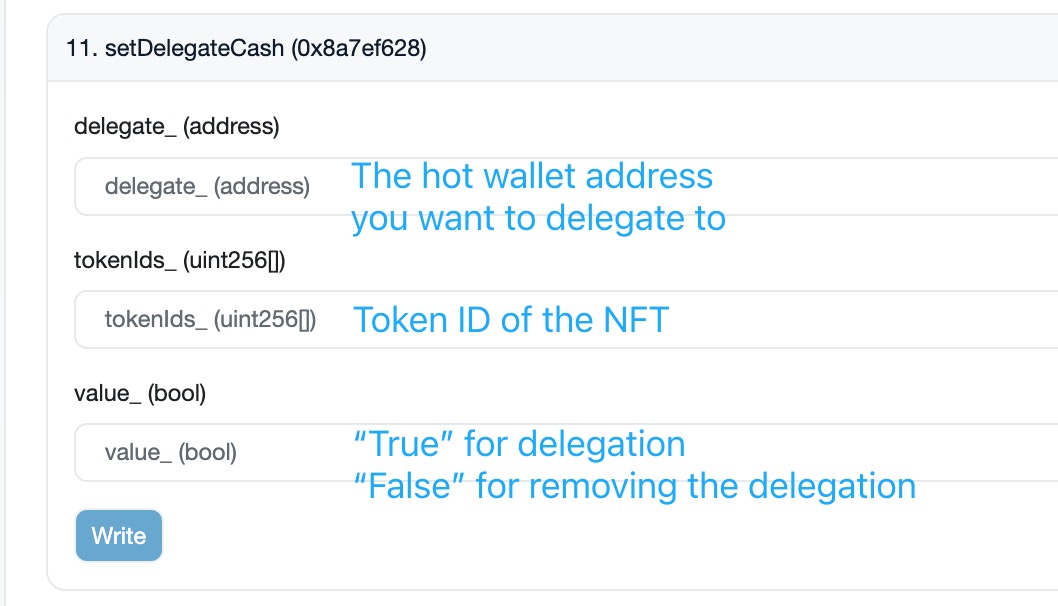 11. setDelegateCash (0x8a7ef628)
delegate_ (address)
delegate_ (address)
The hot wallet address
you want to delegate to
tokenIds_ (uint256[])
tokenIds_ (uint256[])
Token ID of the NFT
value_ (bool)
value_ (bool)
“True” for delegation
“False” for removing the delegation
Write